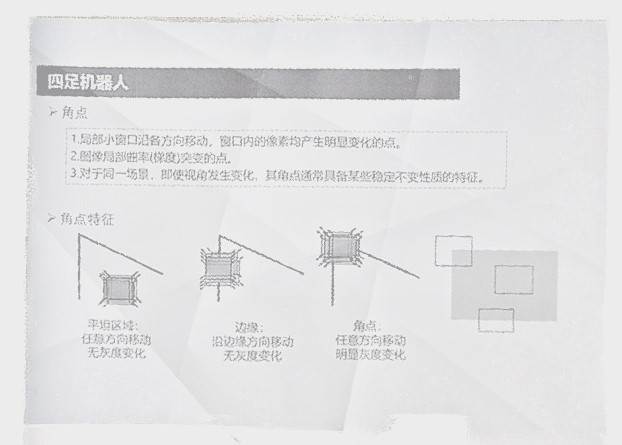 四足机器人
➢ 角点
1.局部小窗口沿各方向移动，窗口内的像素均产生明显变化的点。
2.图像局部曲率(梯度)突变的点。
3.对于同一场景，即使视角发生变化，其角点通常具备某些稳定不变性质的特征。
➢ 角点特征
平坦区域：
任意方向移动
无灰度变化
边缘：
沿边缘方向移动
无灰度变化
角点：
任意方向移动
明显灰度变化